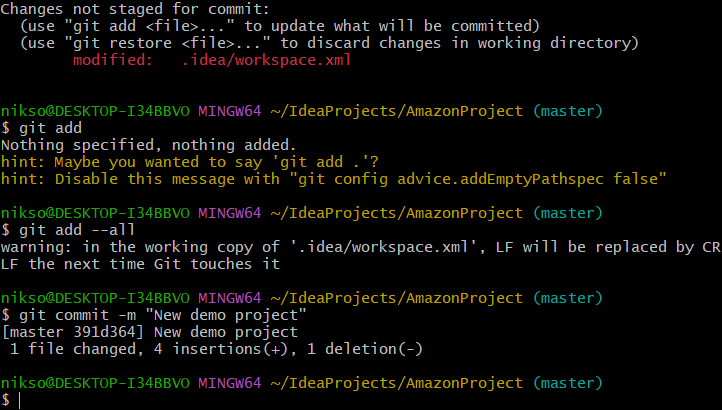 Changes not staged for commit:
  (use "git add <file>..." to update what will be committed)
  (use "git restore <file>..." to discard changes in working directory)
        modified:   .idea/workspace.xml

nikso@DESKTOP-I34BBVO MINGW64 ~/IdeaProjects/AmazonProject (master)
$ git add
Nothing specified, nothing added.
hint: Maybe you wanted to say 'git add .'?
hint: Disable this message with "git config advice.addEmptyPathspec false"

nikso@DESKTOP-I34BBVO MINGW64 ~/IdeaProjects/AmazonProject (master)
$ git add --all
warning: in the working copy of '.idea/workspace.xml', LF will be replaced by CR
LF the next time Git touches it

nikso@DESKTOP-I34BBVO MINGW64 ~/IdeaProjects/AmazonProject (master)
$ git commit -m "New demo project"
[master 391d364] New demo project
 1 file changed, 4 insertions(+), 1 deletion(-)

nikso@DESKTOP-I34BBVO MINGW64 ~/IdeaProjects/AmazonProject (master)
$